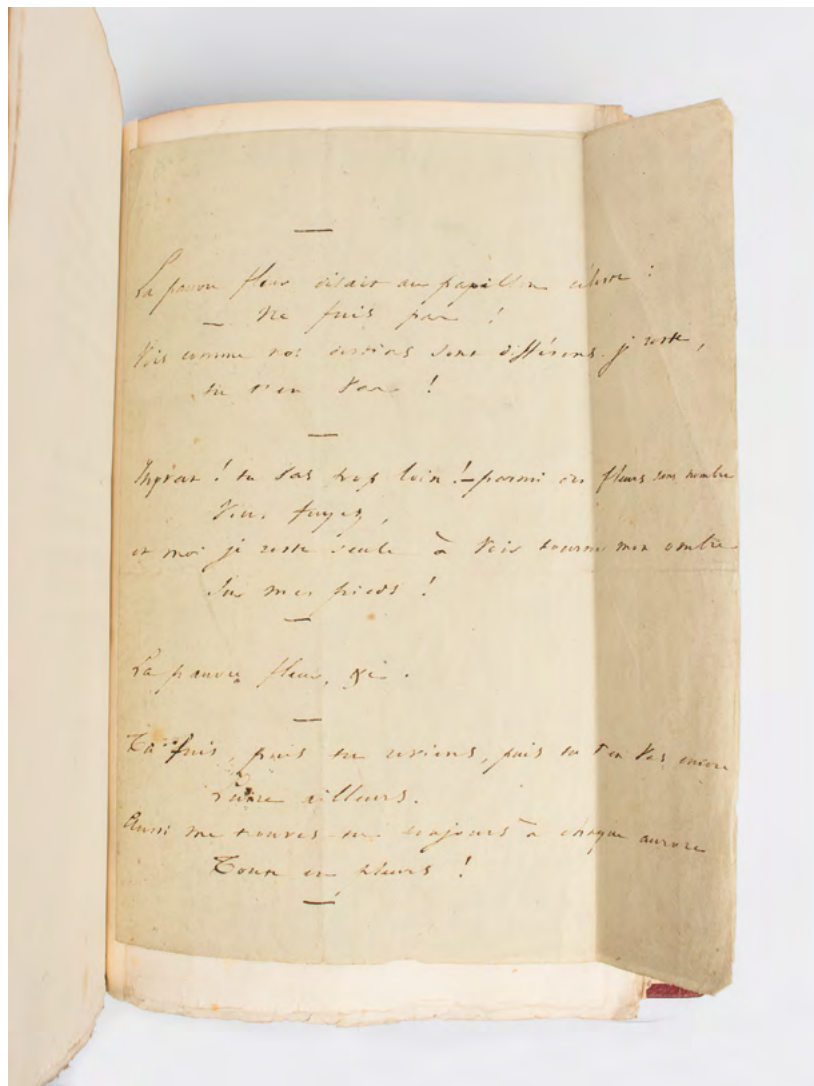 La pauvre fleur disait au papillon céleste :
— Ne fuis pas !
Vois comme nos destins sont différens. je reste,
tu t'en vas !
Ingrat ! tu vas trop loin ! – parmi des fleurs sans nombre
Vous fuyez,
et moi je reste seule à voir tourner mon ombre
Sur mes pieds !
La pauvre fleur, &c.
Tu fuis, puis tu reviens, puis tu t'en vas encore
Luire ailleurs.
Aussi me trouves-tu toujours à chaque aurore
Toute en pleurs !